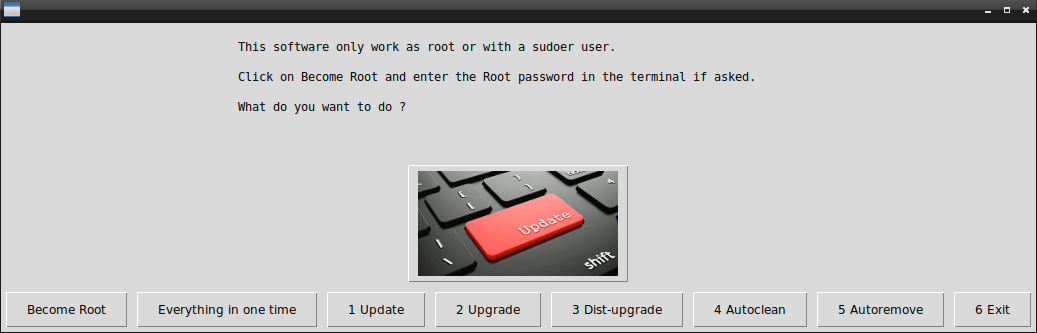 This software only work as root or with a sudoer user.
Click on Become Root and enter the Root password in the terminal if asked.
What do you want to do ?
Update
shift
Become Root
Everything in one time
1 Update
2 Upgrade
3 Dist-upgrade
4 Autoclean
5 Autoremove
6 Exit